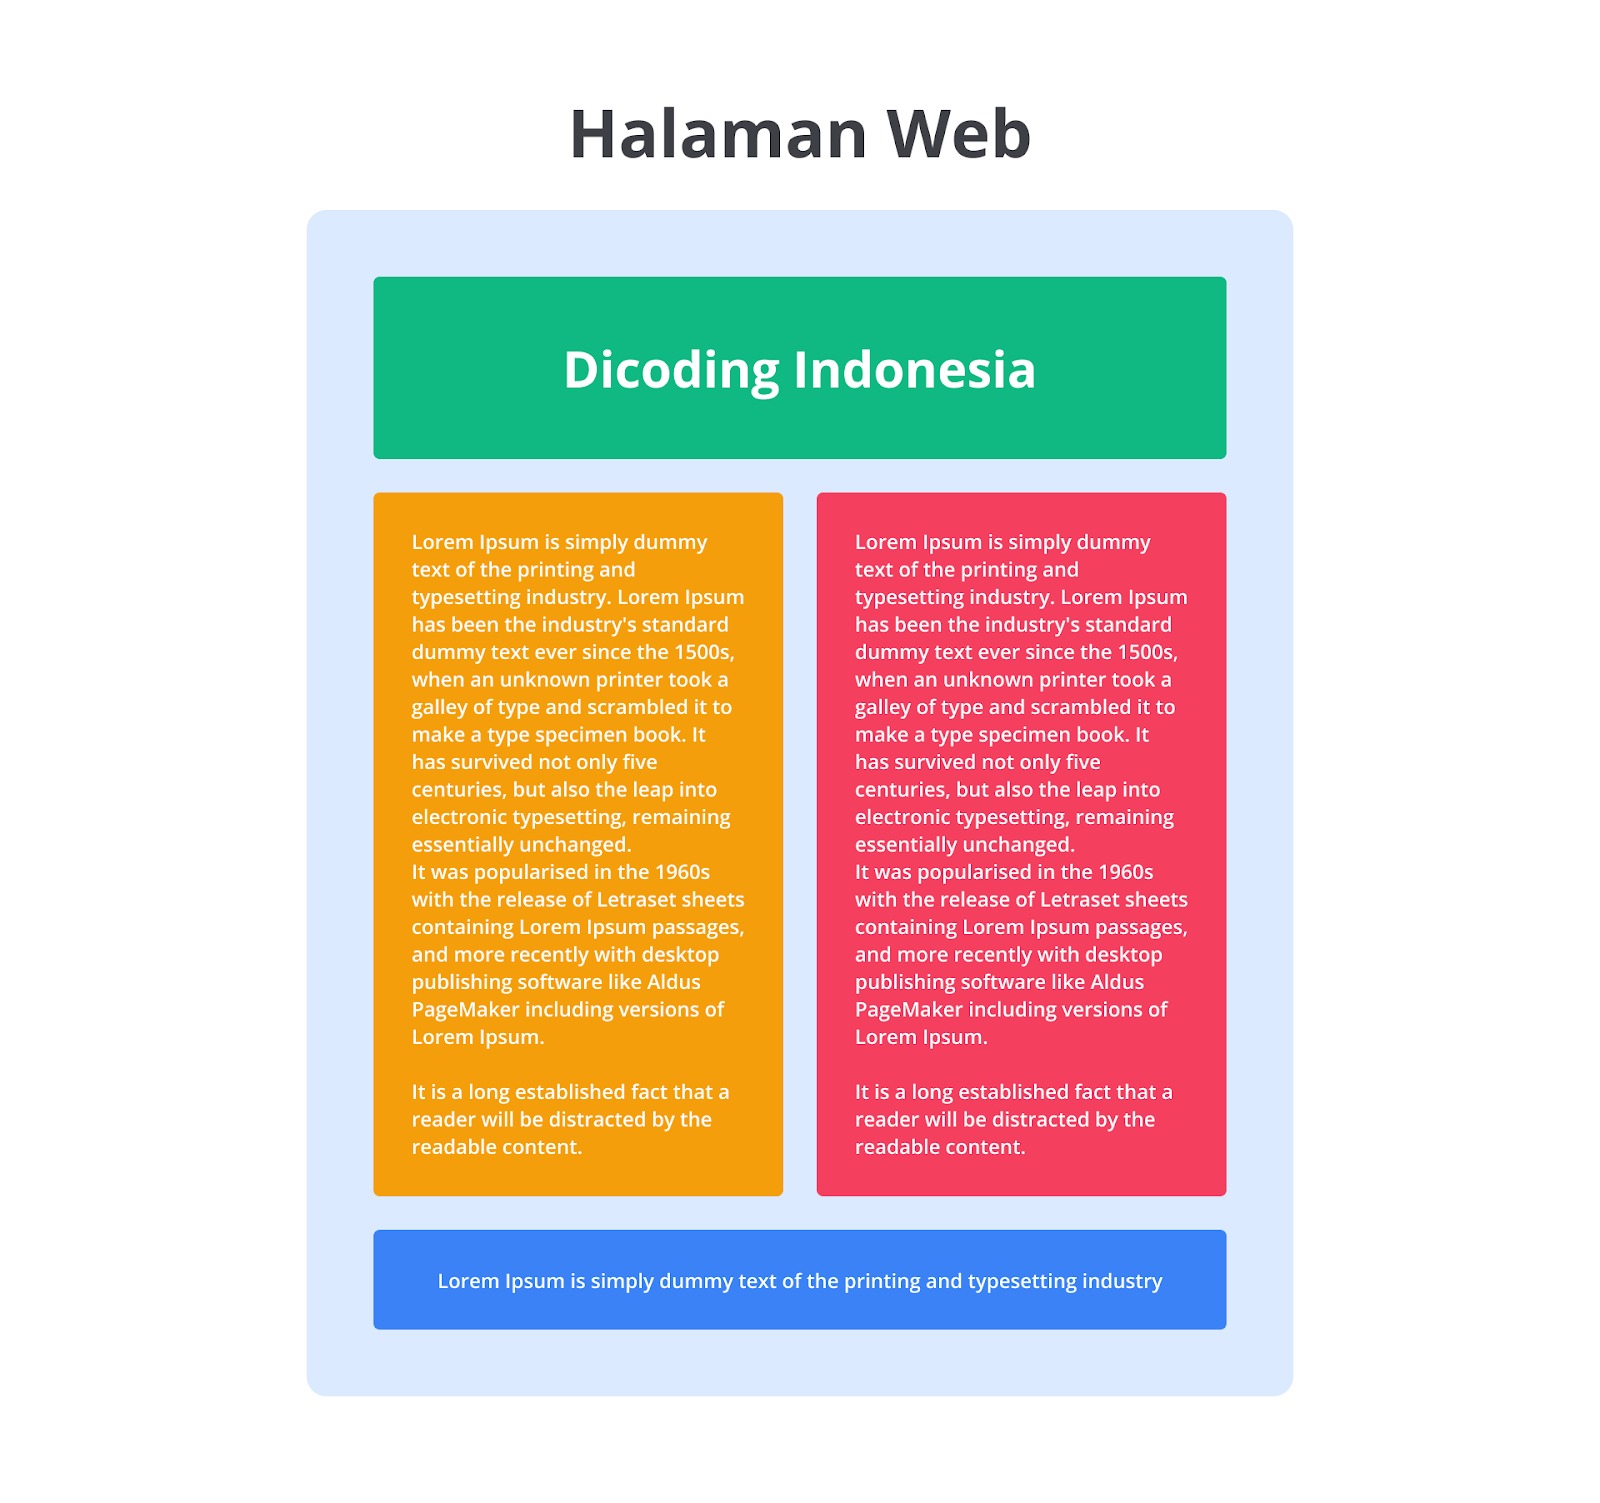 Halaman Web
Dicoding Indonesia
Lorem Ipsum is simply dummy
text of the printing and
typesetting industry. Lorem Ipsum
has been the industry's standard
dummy text ever since the 1500s,
when an unknown printer took a
galley of type and scrambled it to
make a type specimen book. It
has survived not only five
centuries, but also the leap into
electronic typesetting, remaining
essentially unchanged.
It was popularised in the 1960s
with the release of Letraset sheets
containing Lorem Ipsum passages,
and more recently with desktop
publishing software like Aldus
PageMaker including versions of
Lorem Ipsum.
It is a long established fact that a
reader will be distracted by the
readable content.
Lorem Ipsum is simply dummy
text of the printing and
typesetting industry. Lorem Ipsum
has been the industry's standard
dummy text ever since the 1500s,
when an unknown printer took a
galley of type and scrambled it to
make a type specimen book. It
has survived not only five
centuries, but also the leap into
electronic typesetting, remaining
essentially unchanged.
It was popularised in the 1960s
with the release of Letraset sheets
containing Lorem Ipsum passages,
and more recently with desktop
publishing software like Aldus
PageMaker including versions of
Lorem Ipsum.
It is a long established fact that a
reader will be distracted by the
readable content.
Lorem Ipsum is simply dummy text of the printing and typesetting industry